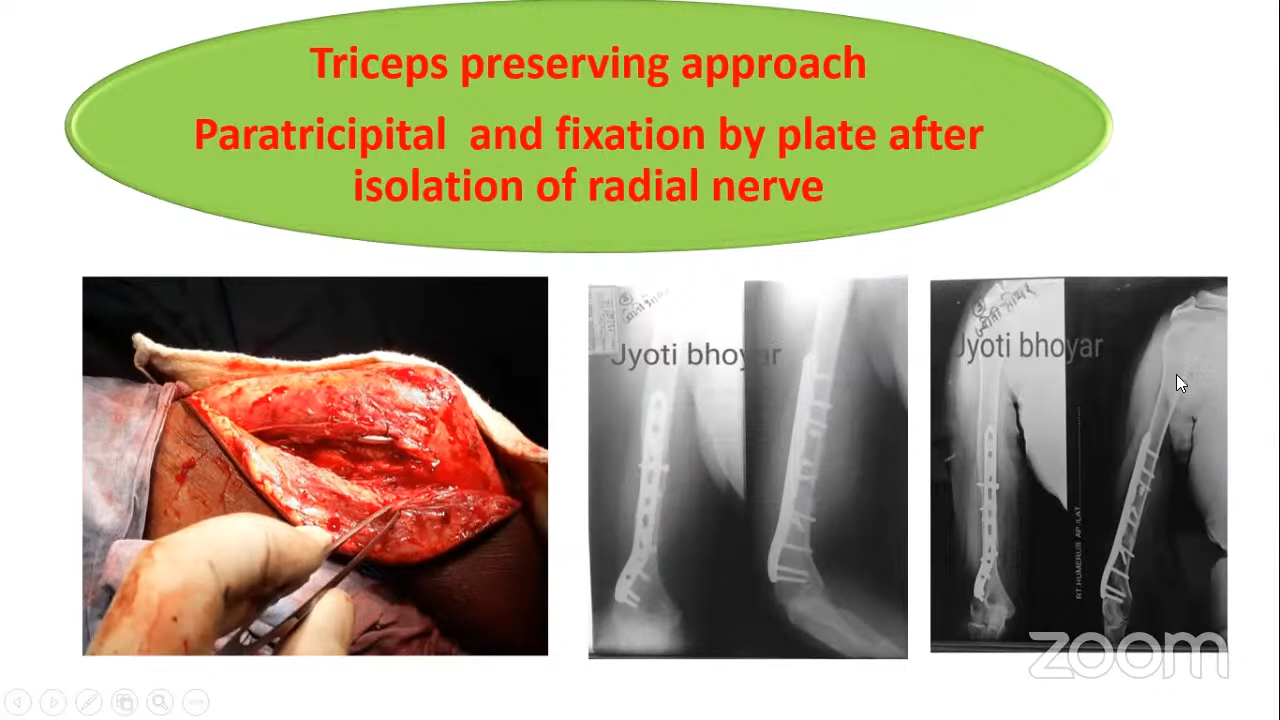 Triceps preserving approach
Paratricipital and fixation by plate after
isolation of radial nerve
Jyoti bhoyar
Jyoti bhoyar
RT.HUMERUS AP/LAT
zoom